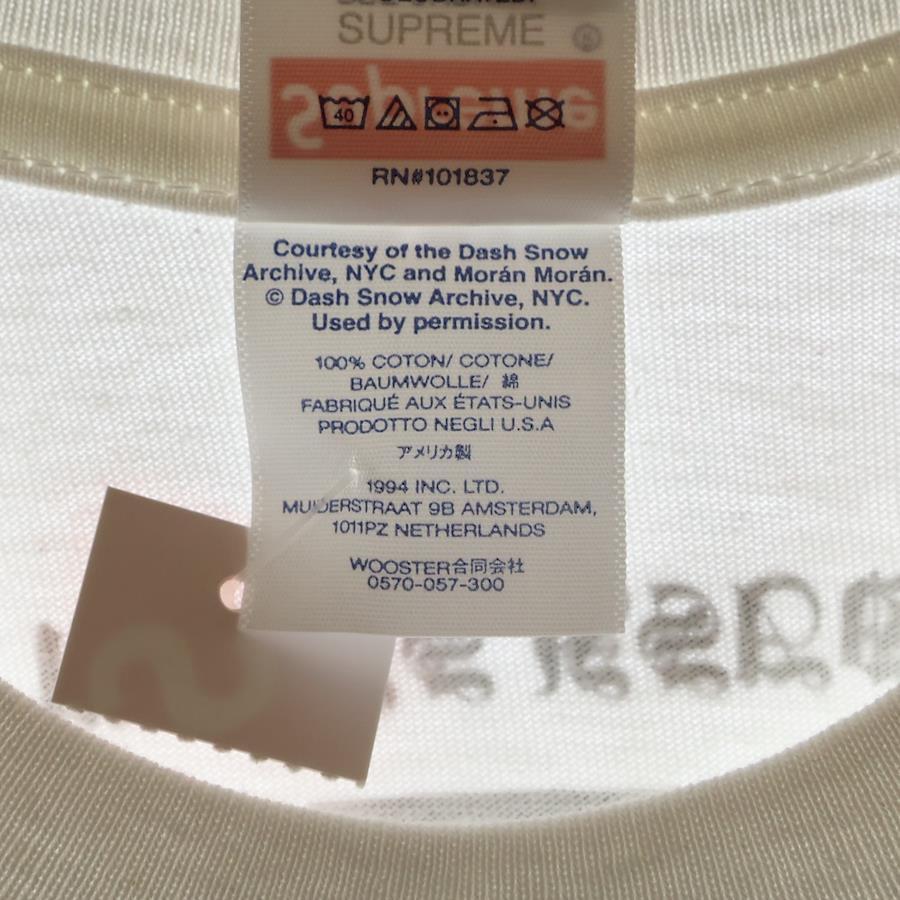 SUPREME ®
Supreme
40
RN#101837
Courtesy of the Dash Snow
Archive, NYC and Morán Morán.
© Dash Snow Archive, NYC.
Used by permission.
100% COTON/ COTONE/
BAUMWOLLE/ 綿
FABRIQUÉ AUX ÉTATS-UNIS
PRODOTTO NEGLI U.S.A
アメリカ製
1994 INC. LTD.
MUIDERSTRAAT 9B AMSTERDAM,
1011PZ NETHERLANDS
WOOSTER合同会社
0570-057-300